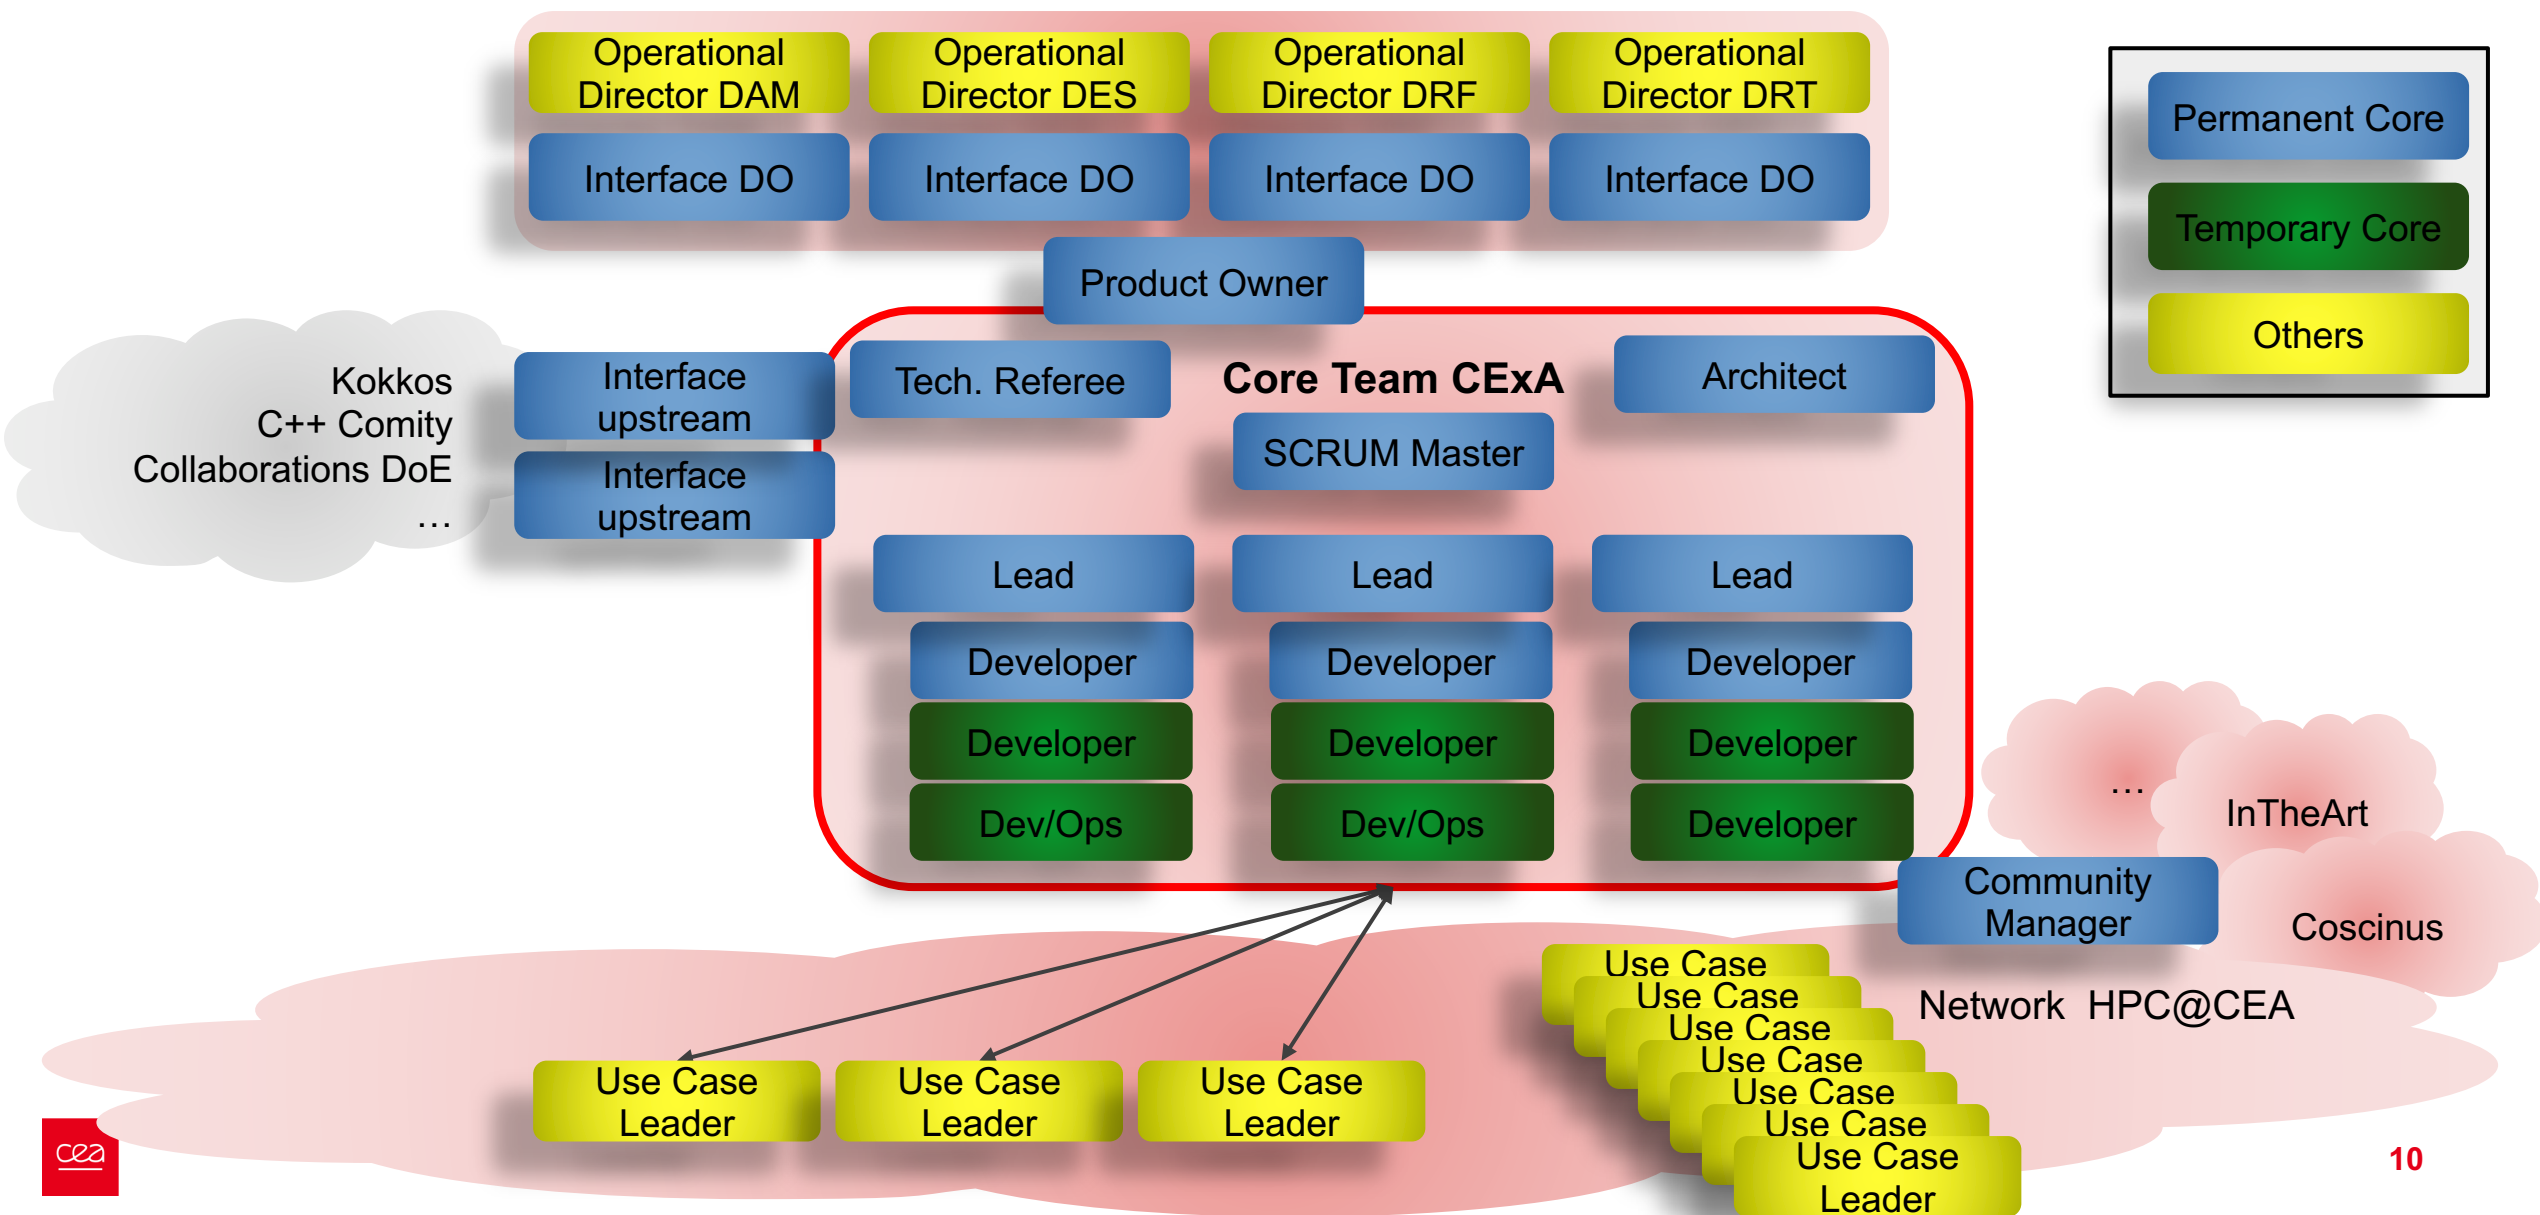 Operational
Director DAM
Operational
Director DES
Operational
Director DRF
Operational
Director DRT
Interface DO
Interface DO
Interface DO
Interface DO
Permanent Core
Temporary Core
Others
Product Owner
Kokkos
C++ Comity
Collaborations DoE
…
Interface
upstream
Interface
upstream
Tech. Referee
Core Team CExA
Architect
SCRUM Master
Lead
Lead
Lead
Developer
Developer
Developer
Developer
Developer
Developer
Dev/Ops
Dev/Ops
Developer
…
InTheArt
Coscinus
Community
Manager
Network HPC@CEA
Use Case
Leader
Use Case
Leader
Use Case
Leader
Use Case
Use Case
Use Case
Use Case
Use Case
Use Case
Use Case
Leader
cea
10